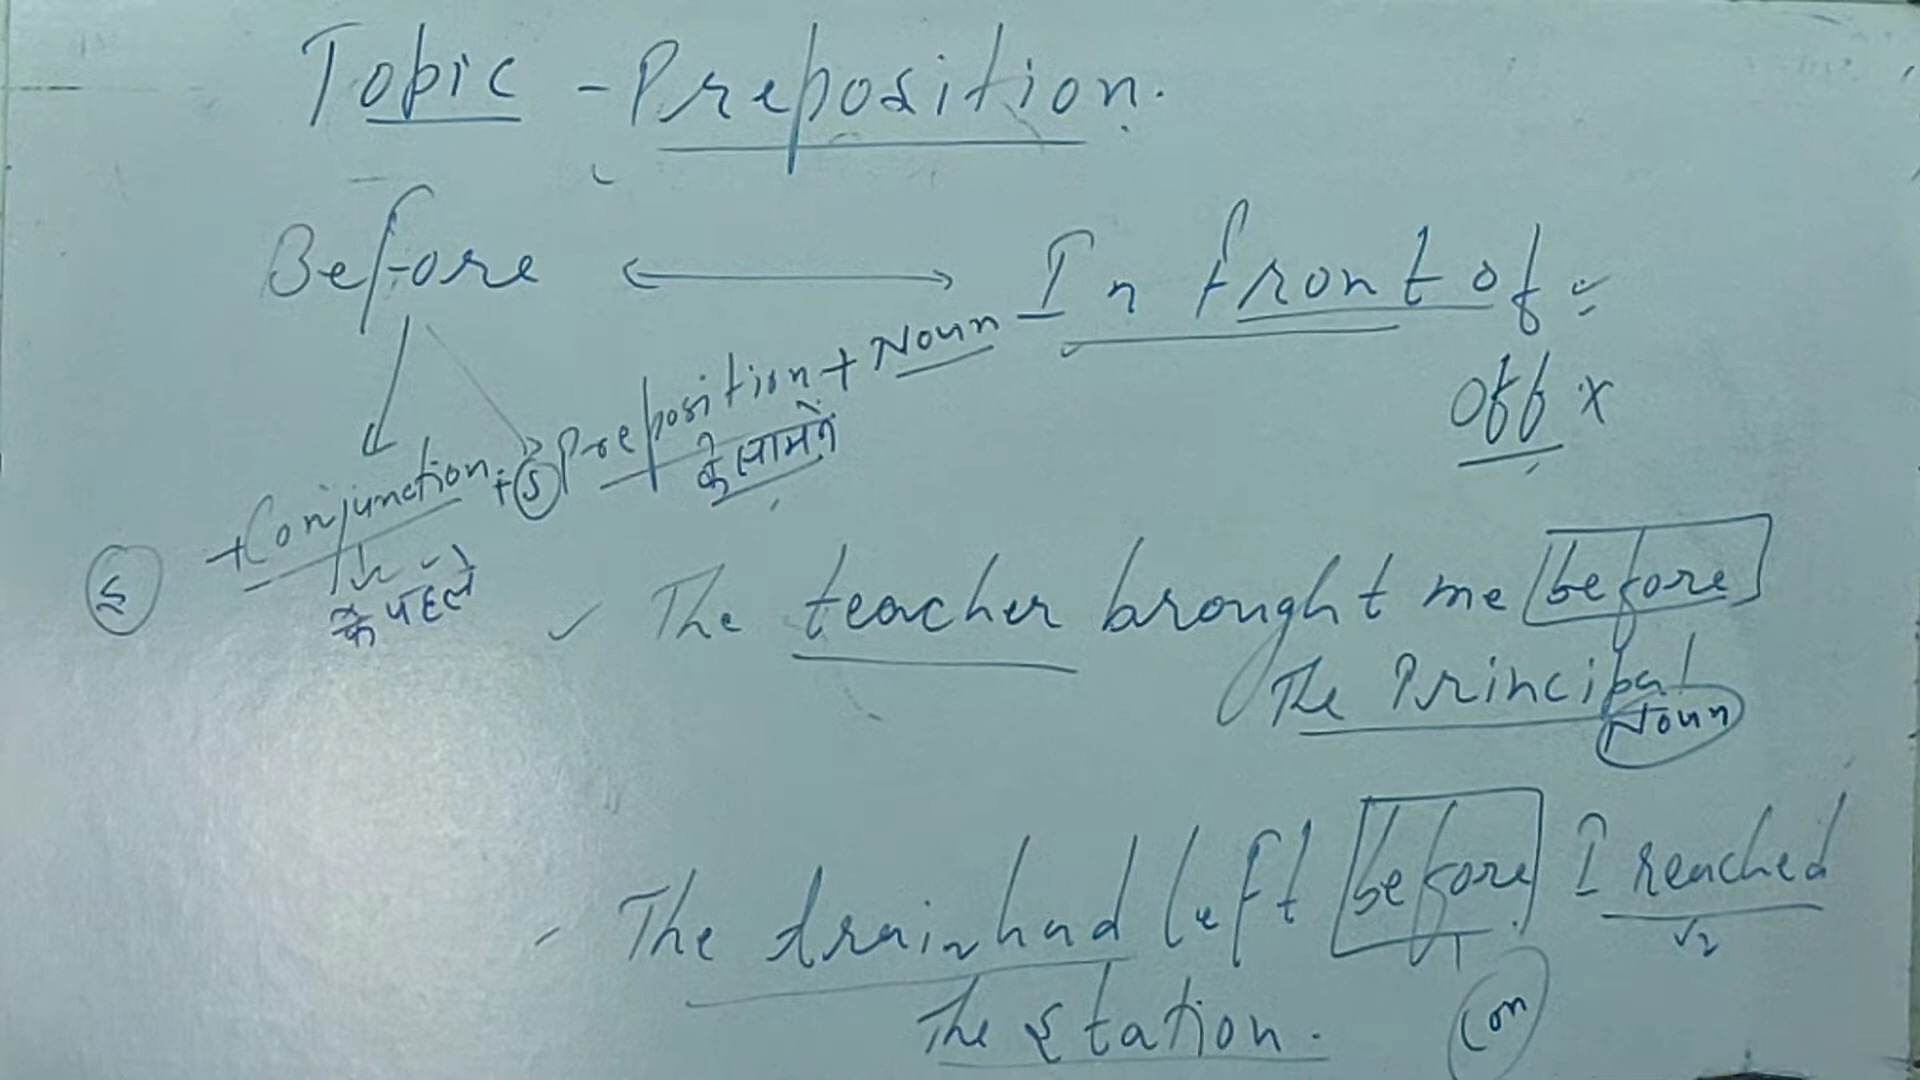 Topic - Preposition.
Before ⟷ In front of
off ×
Preposition + Noun
के सामने
+ Conjunction + S
के पहले
S
The teacher brought me before
The Principal
Noun
The train had left before I reached
V2
The station.
Con